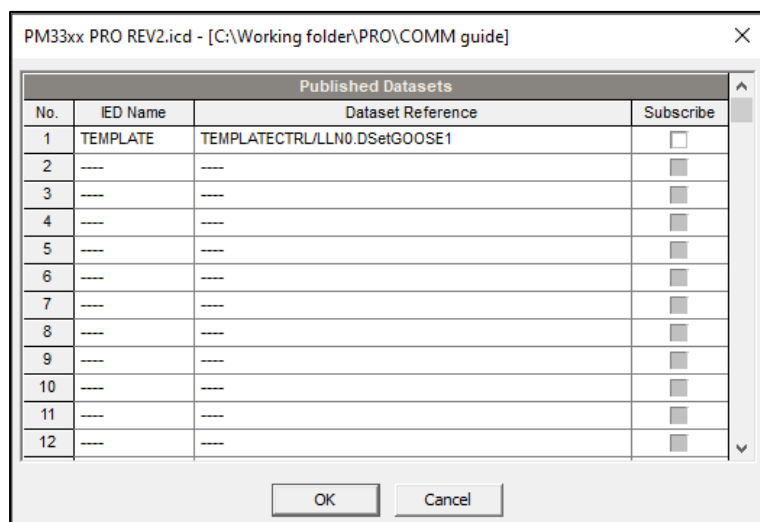 PM33xx PRO REV2.icd - [C:\Working folder\PRO\COMM guide]
Published Datasets
No. IED Name Dataset Reference Subscribe
1 TEMPLATE TEMPLATECTRL/LLN0.DSetGOOSE1
2 ---- ----
3 ---- ----
4 ---- ----
5 ---- ----
6 ---- ----
7 ---- ----
8 ---- ----
9 ---- ----
10 ---- ----
11 ---- ----
12 ---- ----
OK Cancel